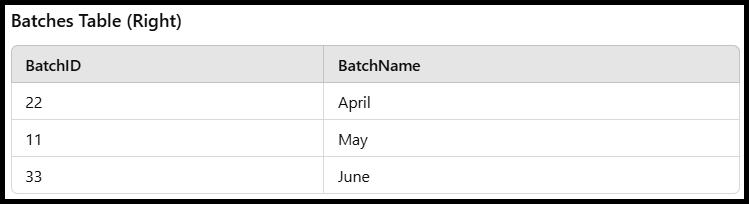 Batches Table (Right)
BatchID BatchName
22 April
11 May
33 June